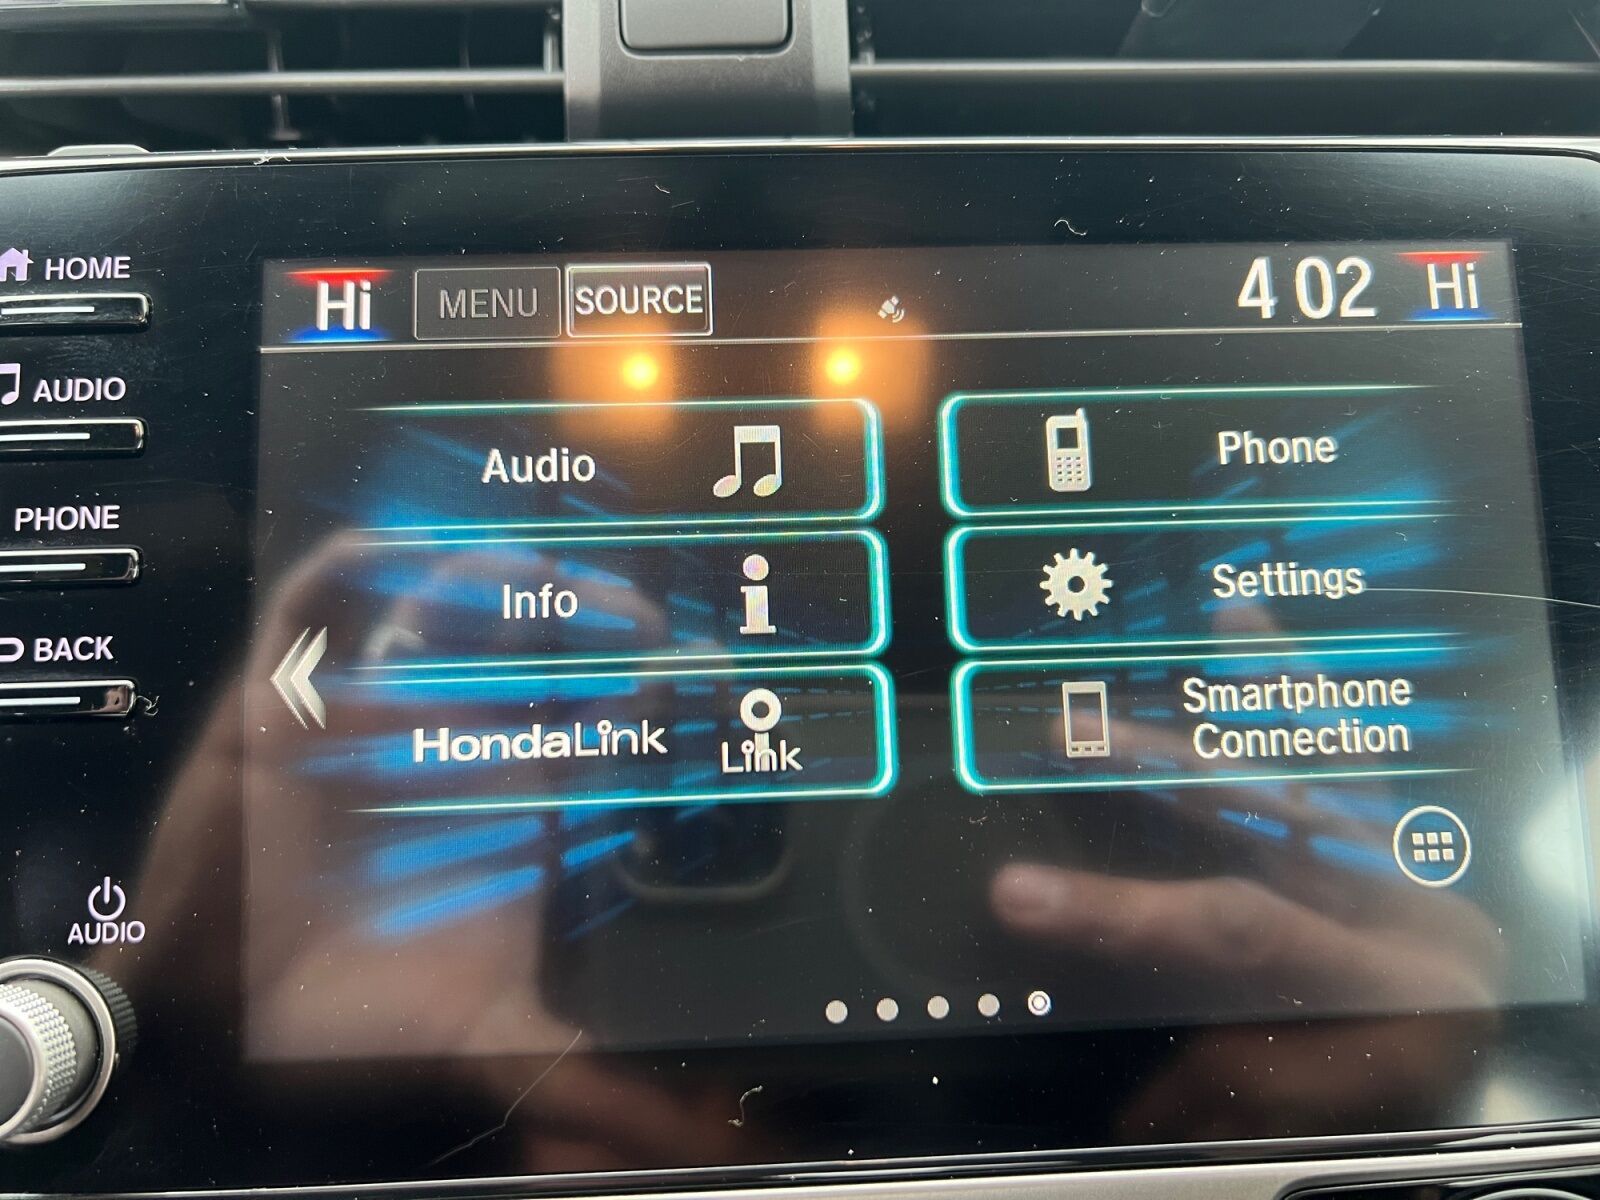 HOME
AUDIO
PHONE
BACK
AUDIO
Hi MENU SOURCE 4 02 Hi
Audio
Phone
Info
Settings
HondaLink Link
Smartphone
Connection